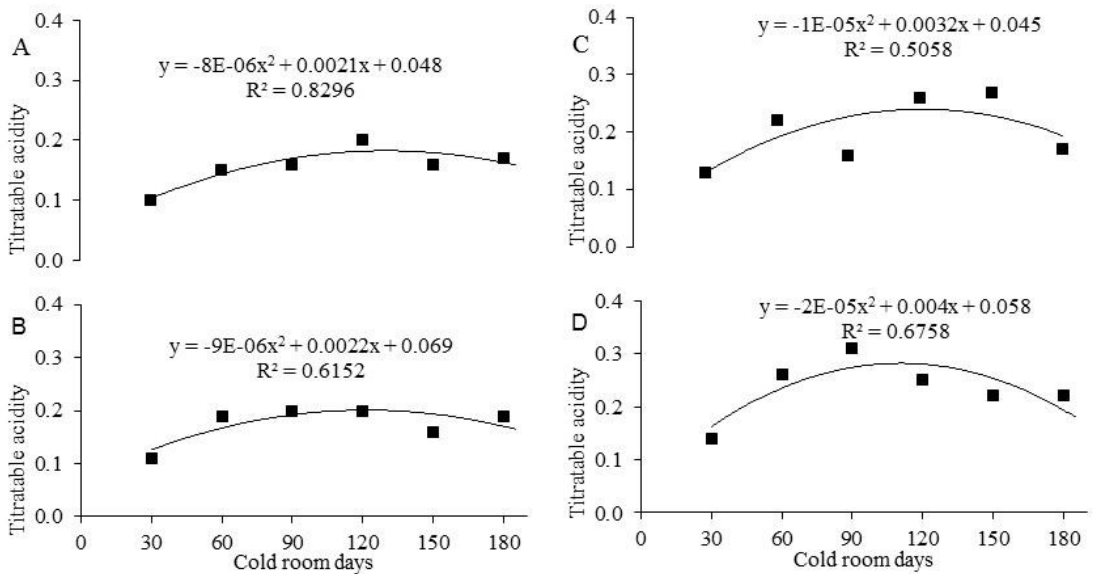 A
0.4
0.3
0.2
0.1
0.0
Titratable acidity
y = -8E-06x² + 0.0021x + 0.048
R² = 0.8296
C
0.4
0.3
0.2
0.1
0.0
Titratable acidity
y = -1E-05x² + 0.0032x + 0.045
R² = 0.5058
B
0.4
0.3
0.2
0.1
0.0
Titratable acidity
y = -9E-06x² + 0.0022x + 0.069
R² = 0.6152
0 30 60 90 120 150 180
Cold room days
D
0.4
0.3
0.2
0.1
0.0
Titratable acidity
y = -2E-05x² + 0.004x + 0.058
R² = 0.6758
0 30 60 90 120 150 180
Cold room days